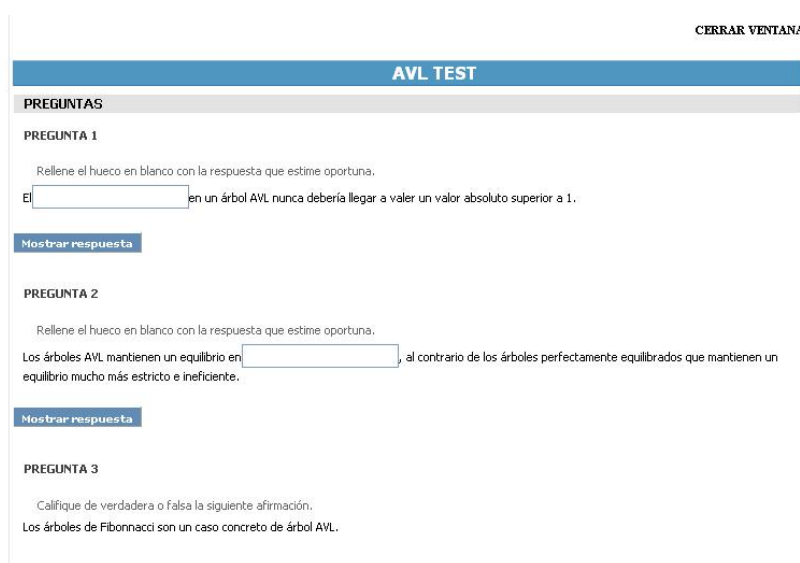 CERRAR VENTANA
AVL TEST
PREGUNTAS
PREGUNTA 1
Rellene el hueco en blanco con la respuesta que estime oportuna.
El en un árbol AVL nunca debería llegar a valer un valor absoluto superior a 1.
Mostrar respuesta
PREGUNTA 2
Rellene el hueco en blanco con la respuesta que estime oportuna.
Los árboles AVL mantienen un equilibrio en , al contrario de los árboles perfectamente equilibrados que mantienen un
equilibrio mucho más estricto e ineficiente.
Mostrar respuesta
PREGUNTA 3
Califique de verdadera o falsa la siguiente afirmación.
Los árboles de Fibonnacci son un caso concreto de árbol AVL.